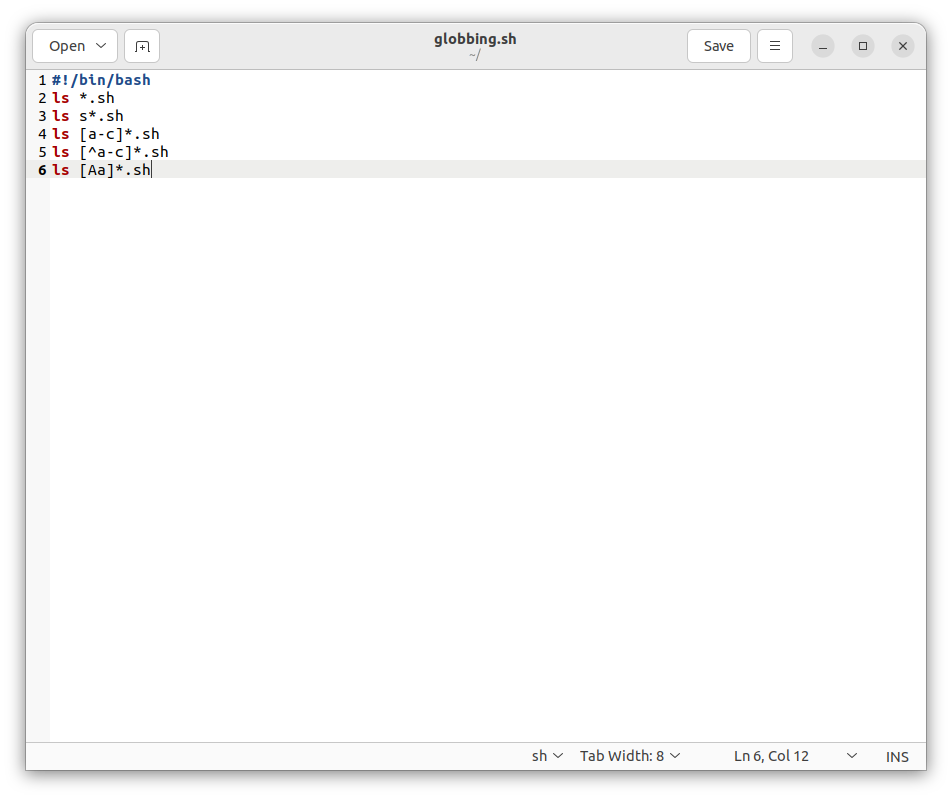 Open
globbing.sh
~/
Save
1 #!/bin/bash
2 ls *.sh
3 ls s*.sh
4 ls [a-c]*.sh
5 ls [^a-c]*.sh
6 ls [Aa]*.sh
sh Tab Width: 8 Ln 6, Col 12 INS